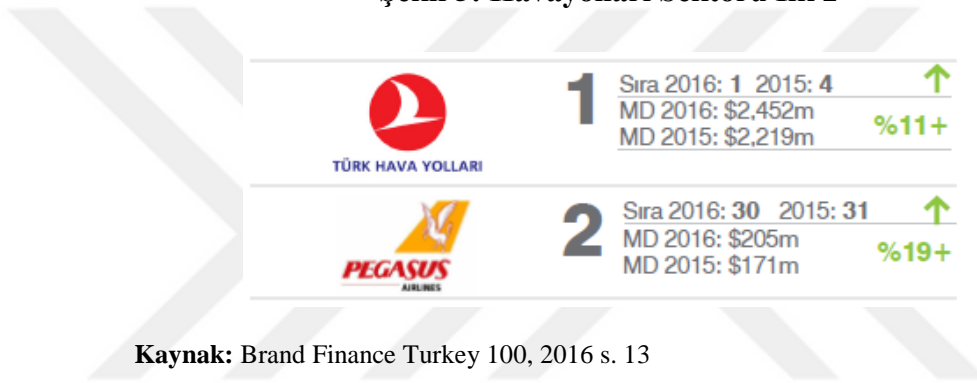 TÜRK HAVA YOLLARI
1
Sıra 2016: 1 2015: 4
MD 2016: $2,452m
MD 2015: $2,219m
%11+
PEGASUS
AIRLINES
2
Sıra 2016: 30 2015: 31
MD 2016: $205m
MD 2015: $171m
%19+
Kaynak: Brand Finance Turkey 100, 2016 s. 13